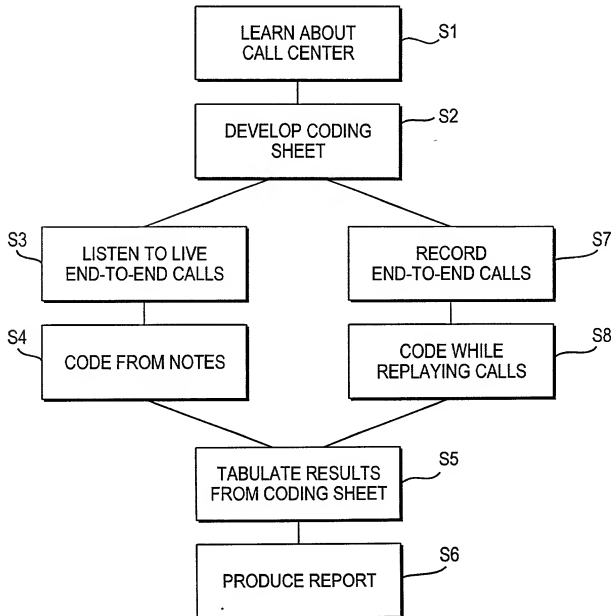 LEARN ABOUT
CALL CENTER
S1
DEVELOP CODING
SHEET
S2
S3
LISTEN TO LIVE
END-TO-END CALLS
S4
CODE FROM NOTES
RECORD
END-TO-END CALLS
S7
CODE WHILE
REPLAYING CALLS
S8
TABULATE RESULTS
FROM CODING SHEET
S5
PRODUCE REPORT
S6